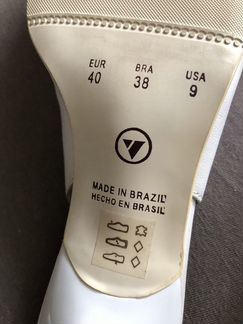 EUR BRA USA
40 38 9
MADE IN BRAZIL
HECHO EN BRASIL